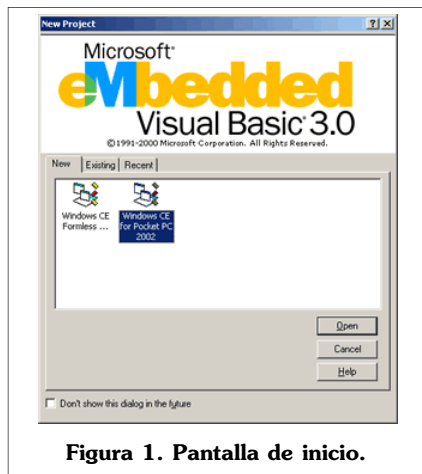 New Project
Microsoft®
eMbedded
Visual Basic® 3.0
©1991-2000 Microsoft Corporation. All Rights Reserved.
New Existing Recent
Windows CE Formless ...
Windows CE for Pocket PC 2002
Open
Cancel
Help
Don't show this dialog in the future
Figura 1. Pantalla de inicio.